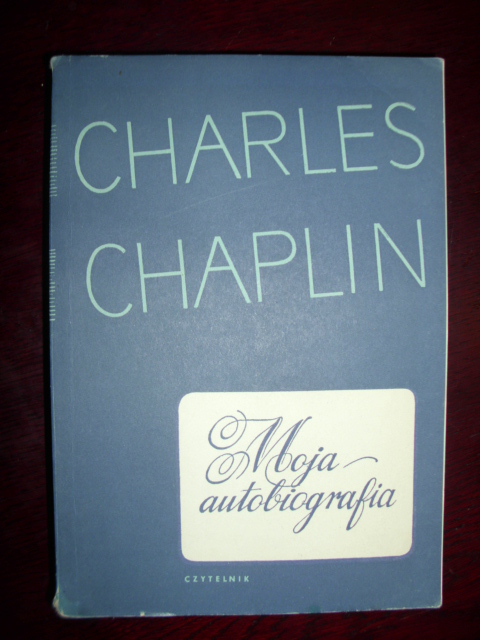 CHARLES
CHAPLIN
Moja
autobiografia
CZYTELNIK